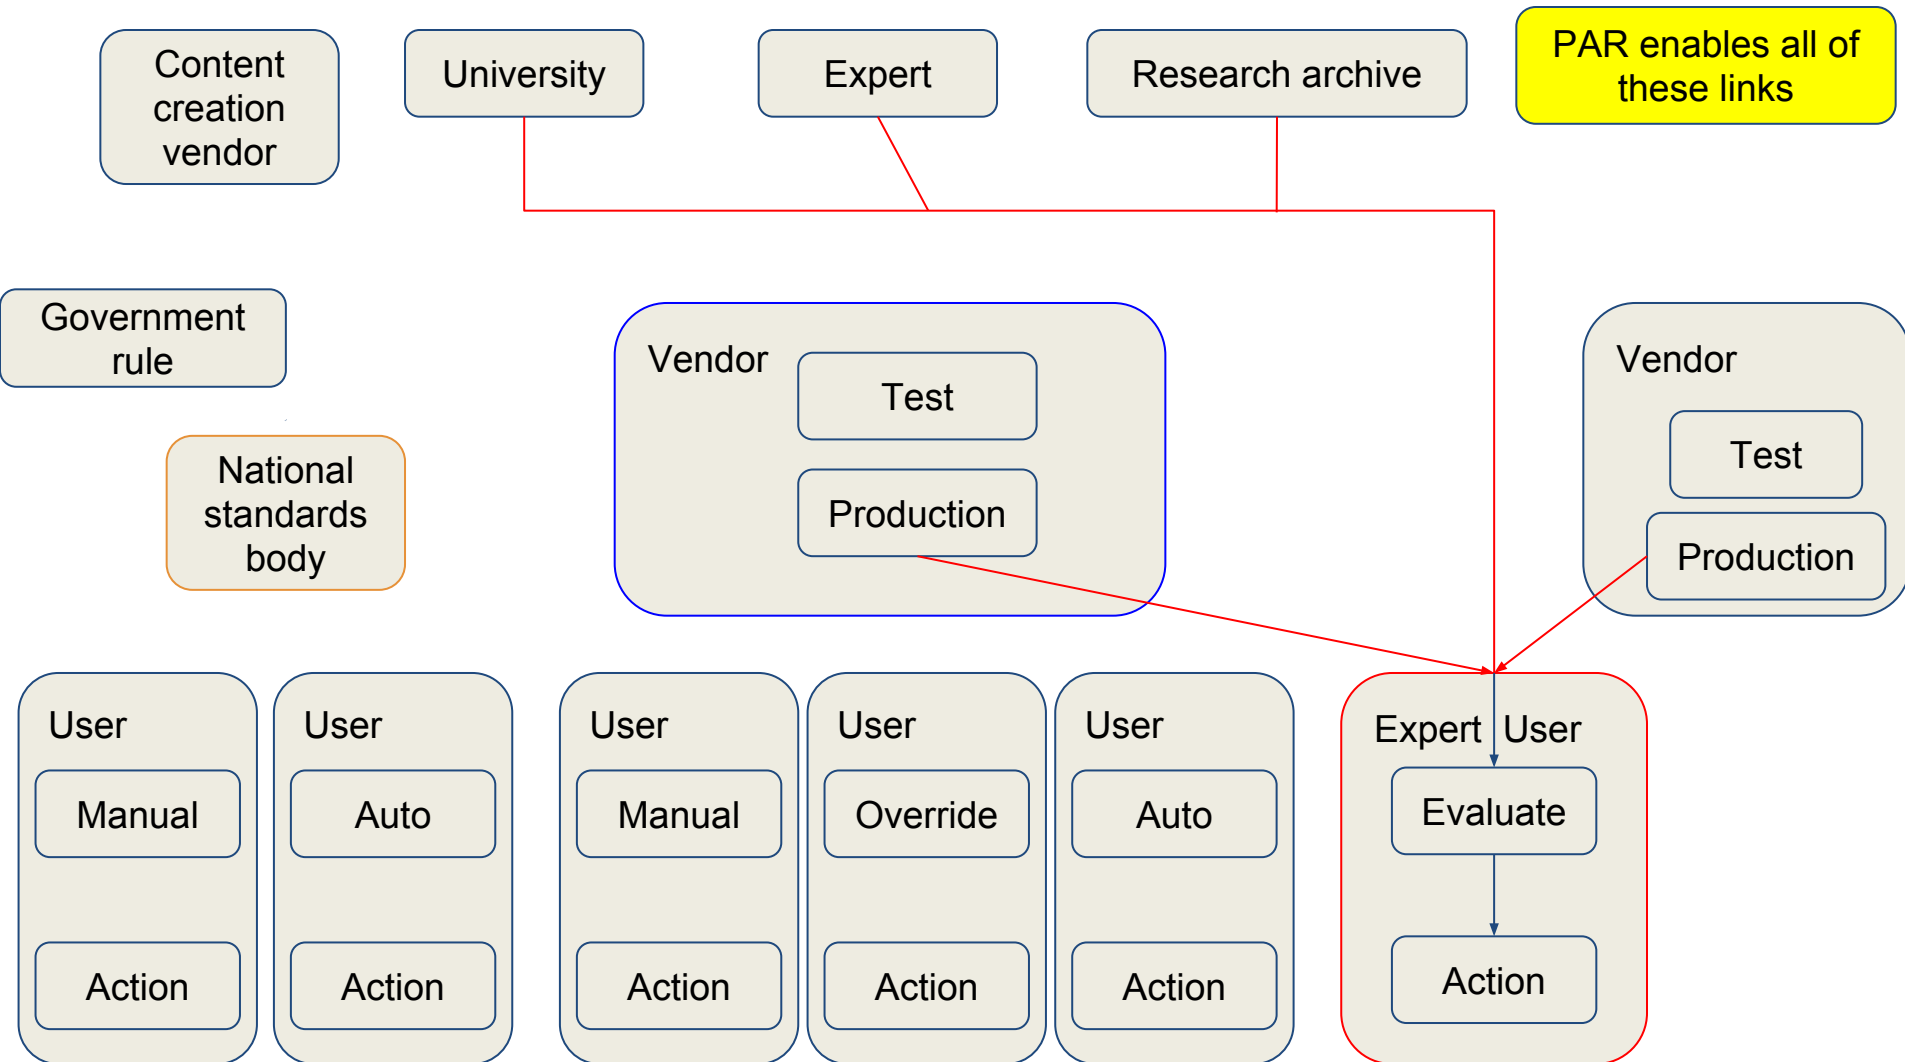 Content
creation
vendor
University
Expert
Research archive
PAR enables all of
these links
Government
rule
National
standards
body
Vendor
Test
Production
Vendor
Test
Production
User
Manual
Action
User
Auto
Action
User
Manual
Action
User
Override
Action
User
Auto
Action
Expert User
Evaluate
Action